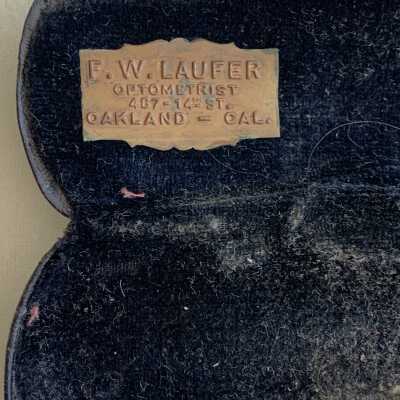 F. W. LAUFER
OPTOMETRIST
487 - 14TH ST.
OAKLAND - CAL.